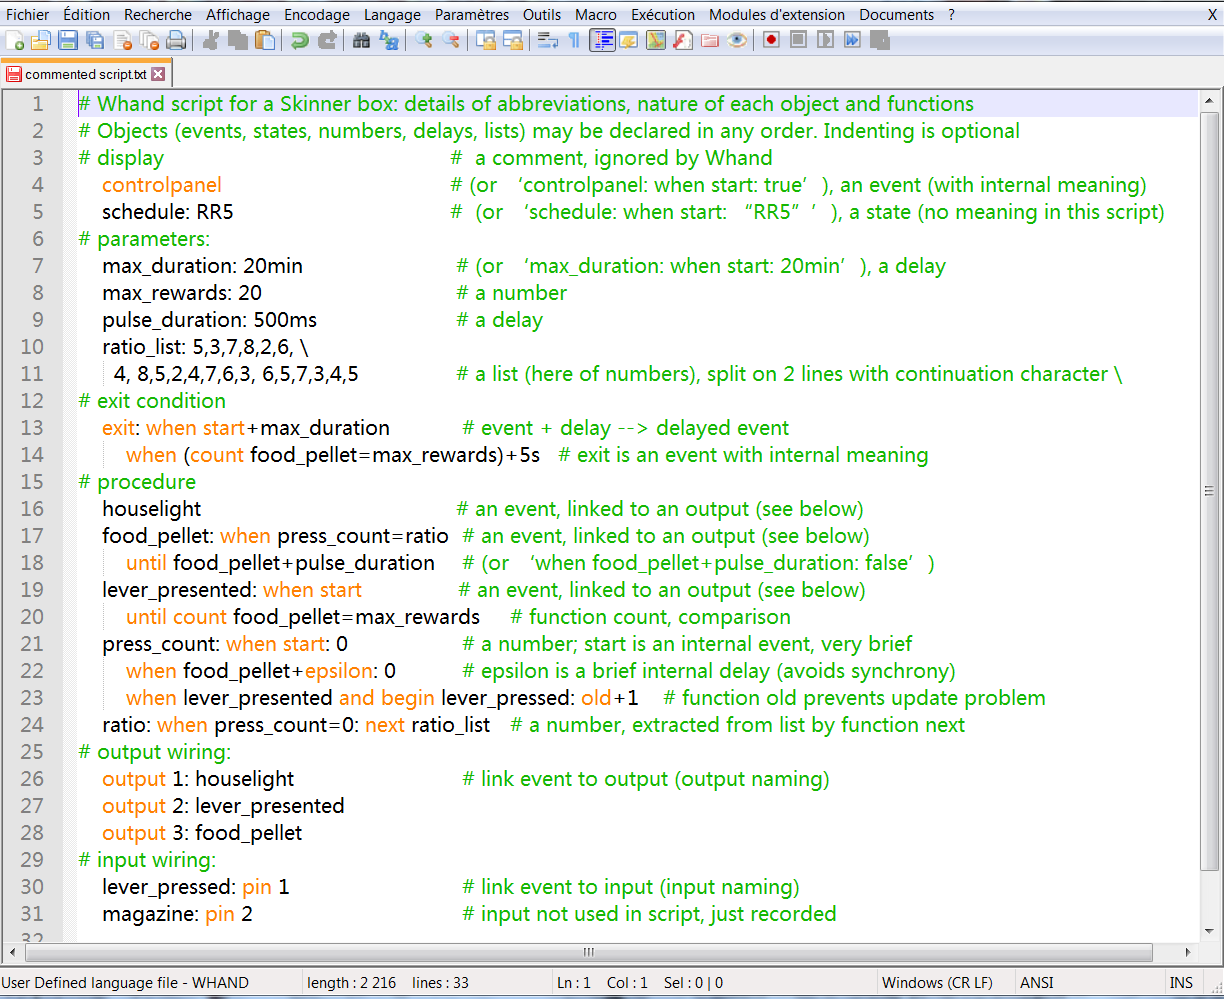 Fichier Édition Recherche Affichage Encodage Langage Paramètres Outils Macro Exécution Modules d'extension Documents ? X
commented script.txt
1 # Whand script for a Skinner box: details of abbreviations, nature of each object and functions
2 # Objects (events, states, numbers, delays, lists) may be declared in any order. Indenting is optional
3 # display # a comment, ignored by Whand
4 controlpanel # (or ‘controlpanel: when start: true’), an event (with internal meaning)
5 schedule: RR5 # (or ‘schedule: when start: “RR5”’), a state (no meaning in this script)
6 # parameters:
7 max_duration: 20min # (or ‘max_duration: when start: 20min’), a delay
8 max_rewards: 20 # a number
9 pulse_duration: 500ms # a delay
10 ratio_list: 5,3,7,8,2,6, \
11 4, 8,5,2,4,7,6,3, 6,5,7,3,4,5 # a list (here of numbers), split on 2 lines with continuation character \
12 # exit condition
13 exit: when start+max_duration # event + delay --> delayed event
14 when (count food_pellet=max_rewards)+5s # exit is an event with internal meaning
15 # procedure
16 houselight # an event, linked to an output (see below)
17 food_pellet: when press_count=ratio # an event, linked to an output (see below)
18 until food_pellet+pulse_duration # (or ‘when food_pellet+pulse_duration: false’)
19 lever_presented: when start # an event, linked to an output (see below)
20 until count food_pellet=max_rewards # function count, comparison
21 press_count: when start: 0 # a number; start is an internal event, very brief
22 when food_pellet+epsilon: 0 # epsilon is a brief internal delay (avoids synchrony)
23 when lever_presented and begin lever_pressed: old+1 # function old prevents update problem
24 ratio: when press_count=0: next ratio_list # a number, extracted from list by function next
25 # output wiring:
26 output 1: houselight # link event to output (output naming)
27 output 2: lever_presented
28 output 3: food_pellet
29 # input wiring:
30 lever_pressed: pin 1 # link event to input (input naming)
31 magazine: pin 2 # input not used in script, just recorded
32
User Defined language file - WHAND length : 2 216 lines : 33 Ln : 1 Col : 1 Sel : 0 | 0 Windows (CR LF) ANSI INS